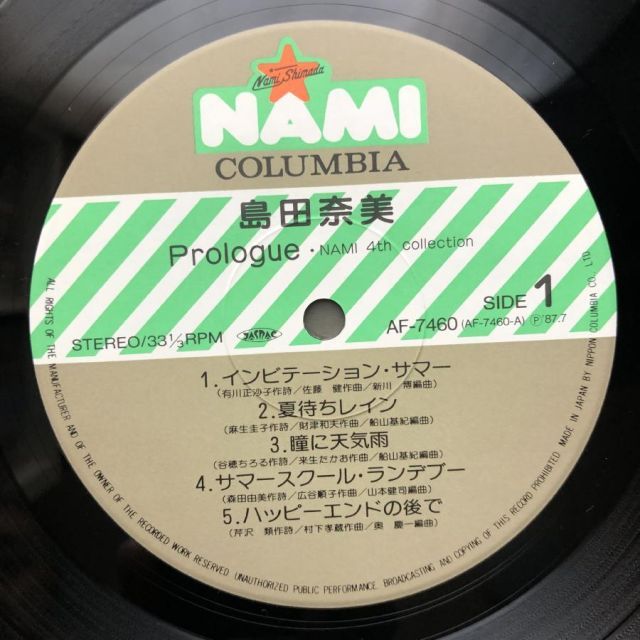 Nami Shimada
NAMI
COLUMBIA
島田奈美
Prologue・NAMI 4th collection
SIDE 1
STEREO/33 1/3 RPM
JASRAC
AF-7460 (AF-7460-A) Ⓟ'87.7
1.インビテーション・サマー
(有川正沙子作詩/佐藤 健作曲/新川 博編曲)
2.夏待ちレイン
(麻生圭子作詩/財津和夫作曲/船山基紀編曲)
3.瞳に天気雨
(谷穂ちろる作詩/来生たかお作曲/船山基紀編曲)
4.サマースクール・ランデブー
(森田由美作詩/広谷順子作曲/山本健司編曲)
5.ハッピーエンドの後で
(芹沢 類作詩/村下孝蔵作曲/奥 慶一編曲)
ALL RIGHTS OF THE MANUFACTURER AND OF THE OWNER OF THE RECORDED WORK RESERVED UNAUTHORIZED PUBLIC PERFORMANCE. BROADCASTING AND COPYING OF THIS RECORD PROHIBITED MADE IN JAPAN BY NIPPON COLUMBIA CO., LTD.